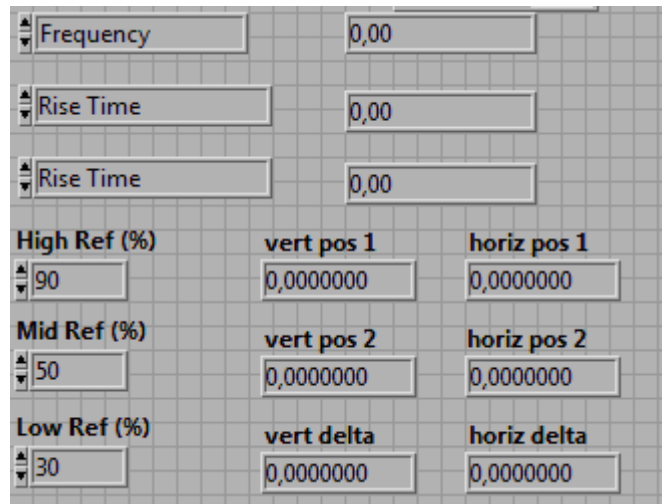 Frequency 0,00
Rise Time 0,00
Rise Time 0,00
High Ref (%) vert pos 1 horiz pos 1
90 0,0000000 0,0000000
Mid Ref (%) vert pos 2 horiz pos 2
50 0,0000000 0,0000000
Low Ref (%) vert delta horiz delta
30 0,0000000 0,0000000